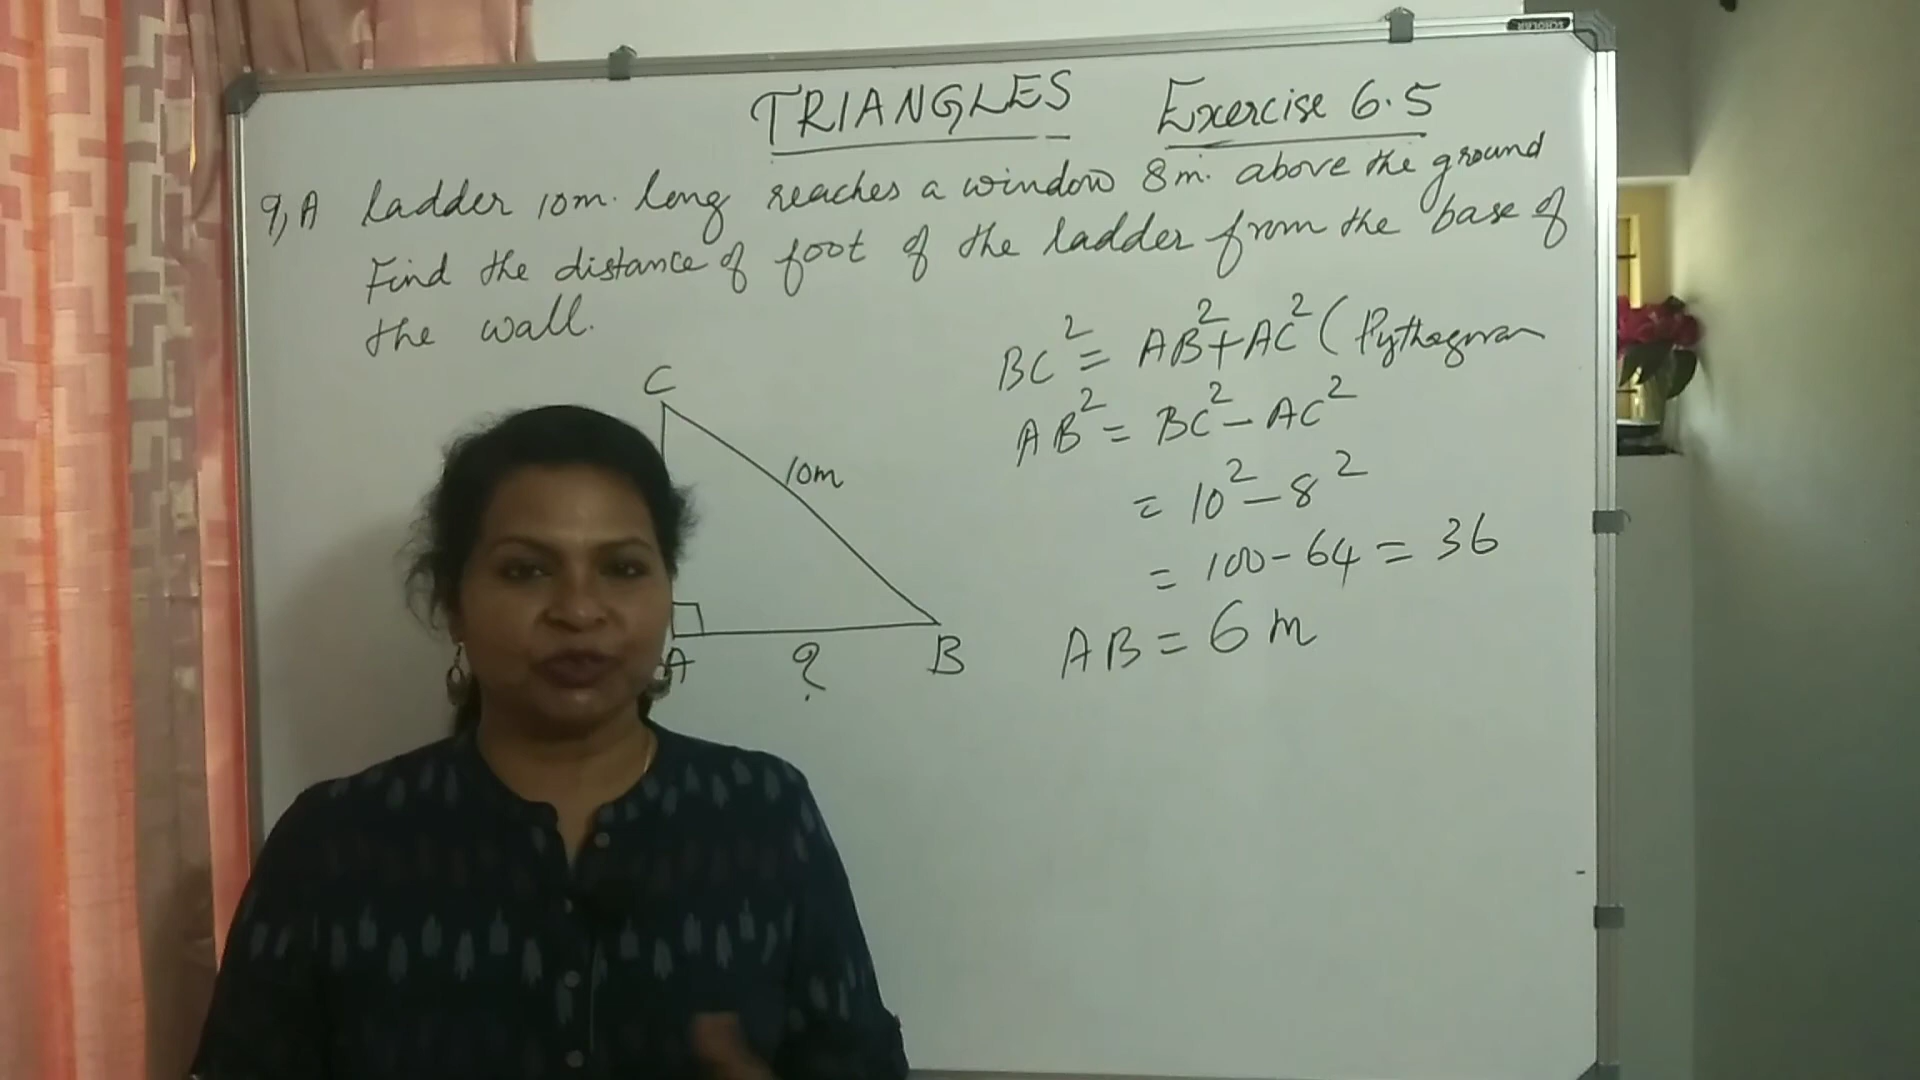 TRIANGLES Exercise 6.5
9, A ladder 10m. long reaches a window 8m. above the ground
Find the distance of foot of the ladder from the base of
the wall.
C
10m
A
?
B
BC² = AB² + AC² (Pythagoran
AB² = BC² - AC²
= 10² - 8²
= 100 - 64 = 36
AB = 6 m